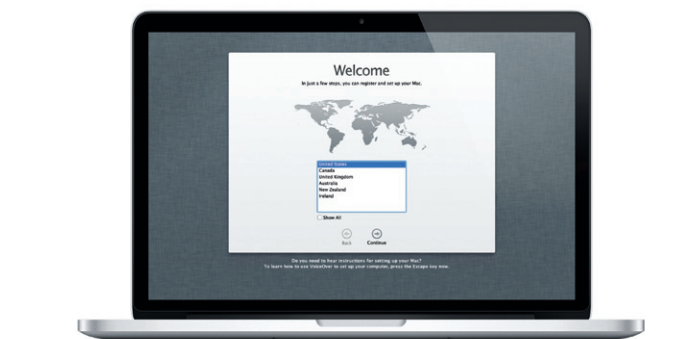 Welcome
In just a few steps, you can register and set up your Mac.
United States
Canada
United Kingdom
Australia
New Zealand
Ireland
Show All
Back
Continue
Do you need to hear instructions for setting up your Mac?
To learn how to use VoiceOver to set up your computer, press the Escape key now.